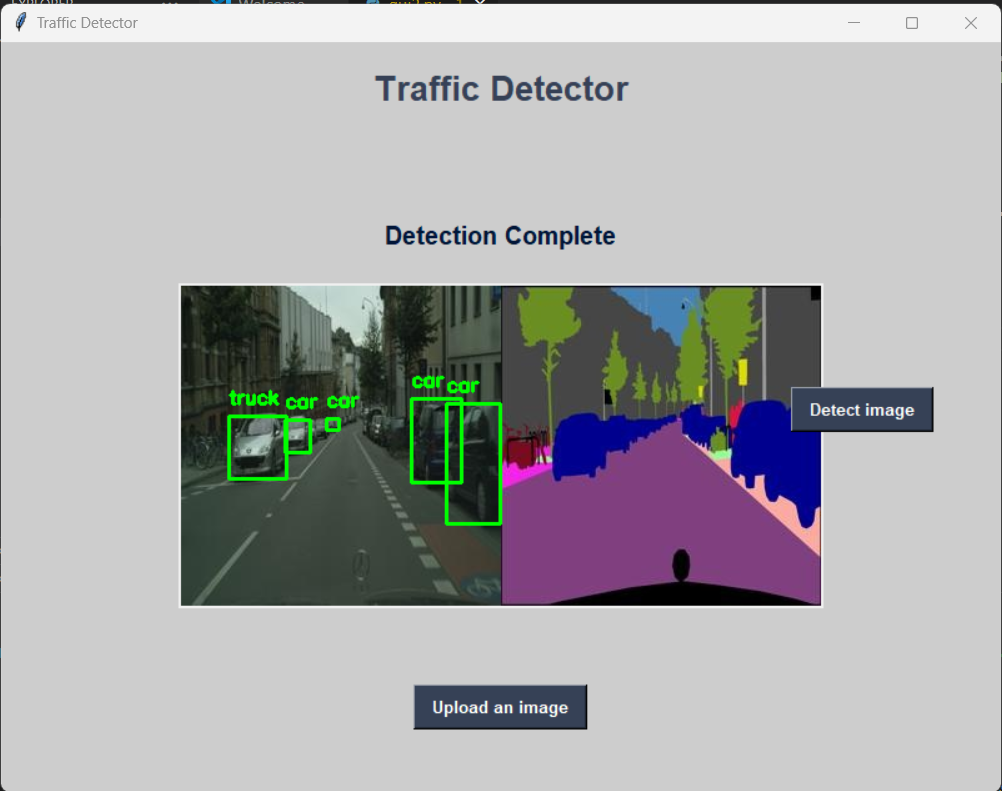 Traffic Detector
Traffic Detector
Detection Complete
truck
car
car
car
car
Detect image
Upload an image